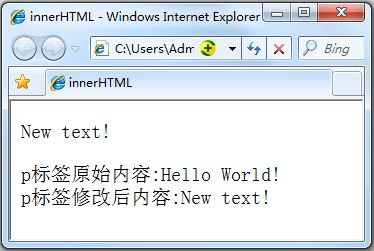 innerHTML - Windows Internet Explorer
C:\Users\Adm
Bing
innerHTML
New text!
p标签原始内容:Hello World!
p标签修改后内容:New text!